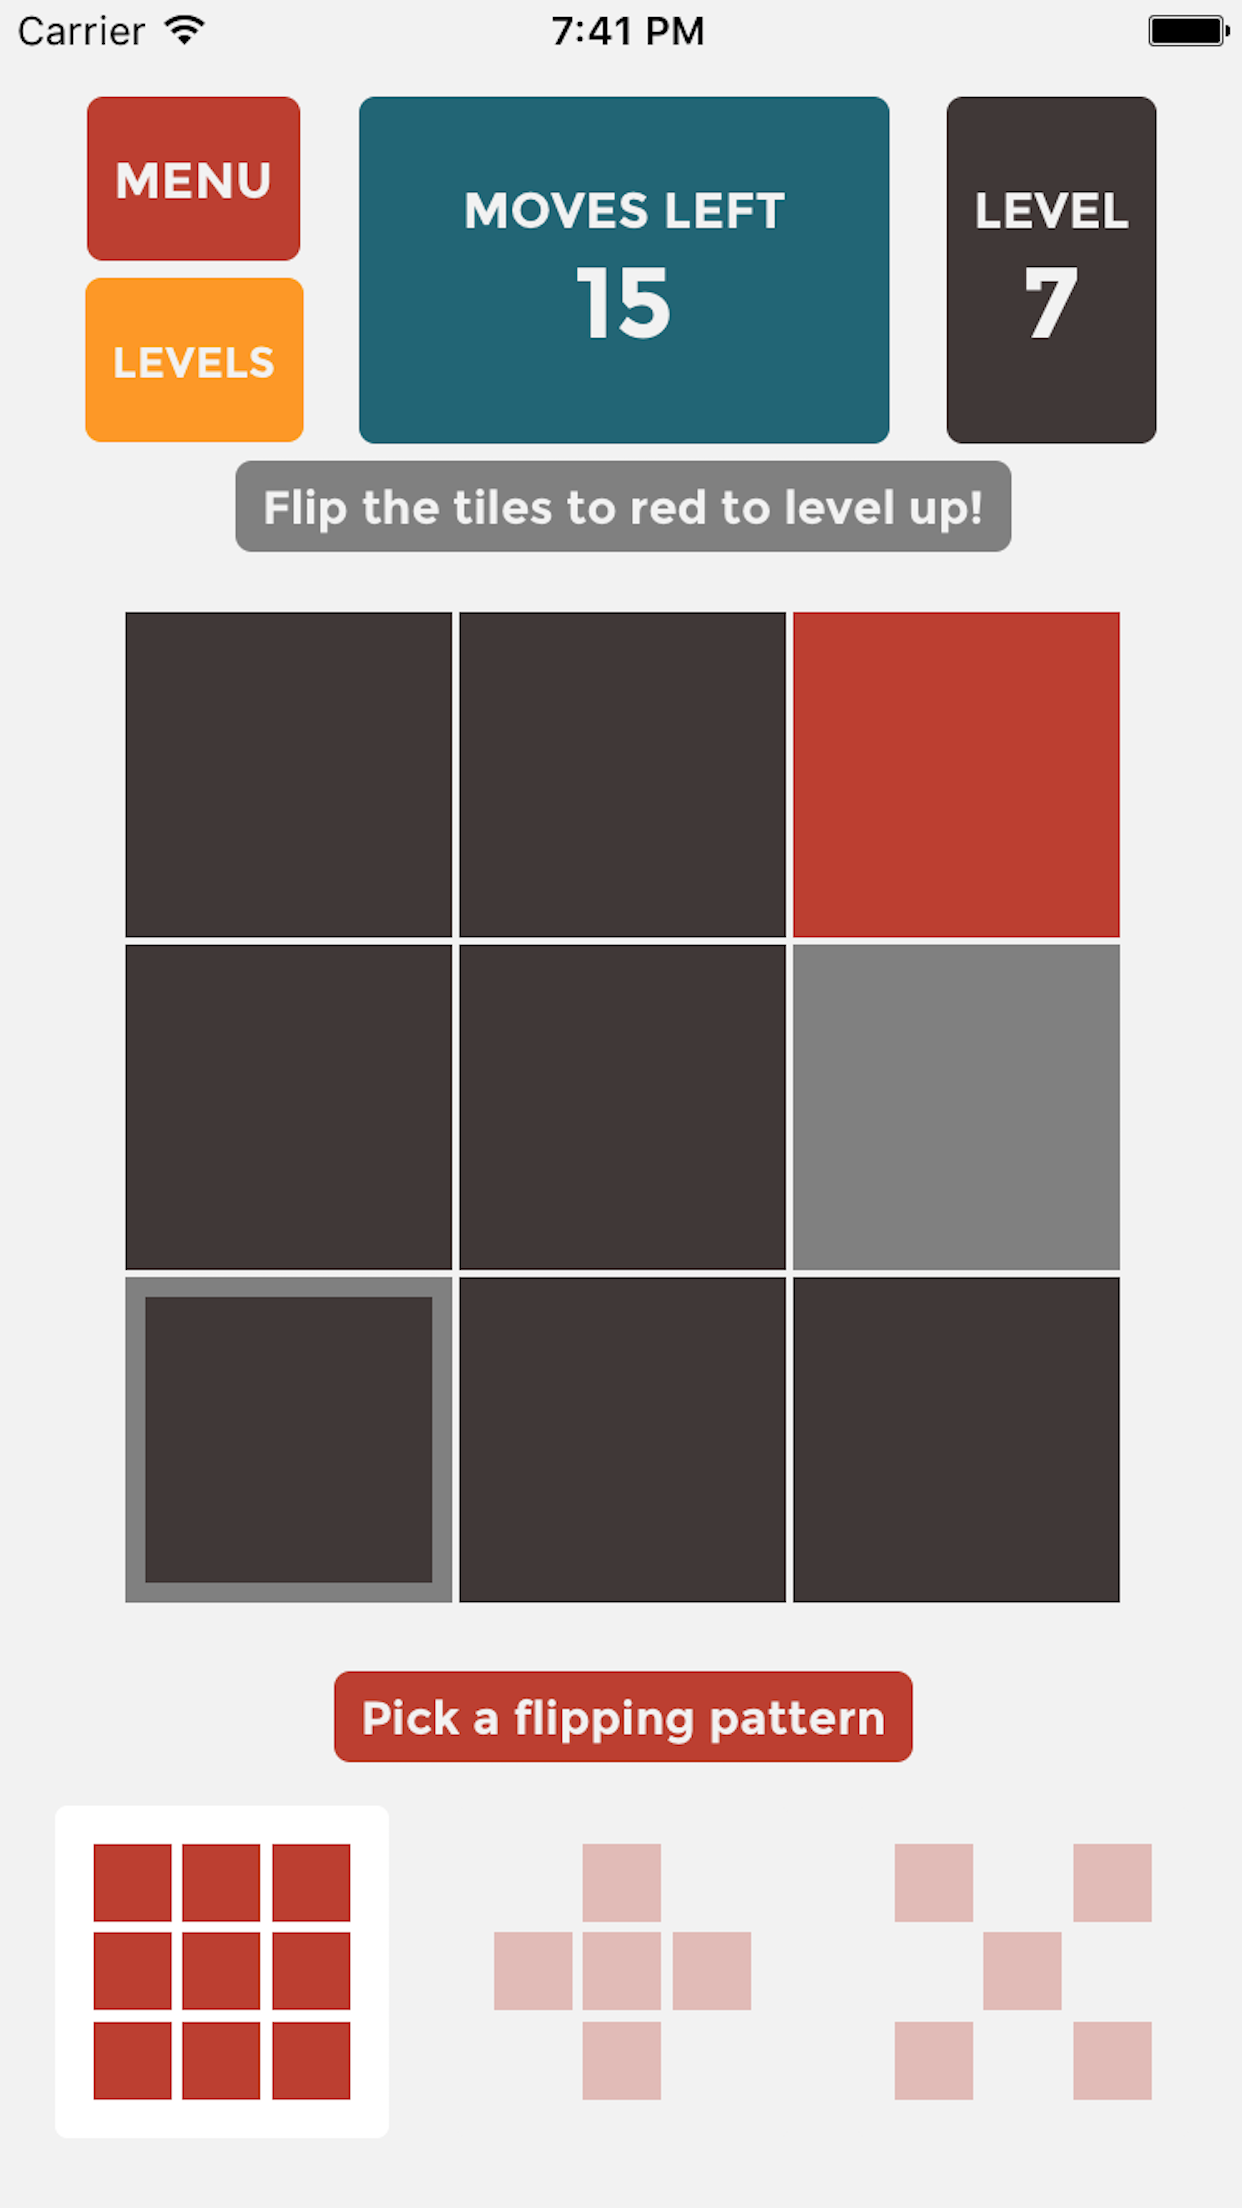 Carrier
7:41 PM
MENU
LEVELS
MOVES LEFT
15
LEVEL
7
Flip the tiles to red to level up!
Pick a flipping pattern